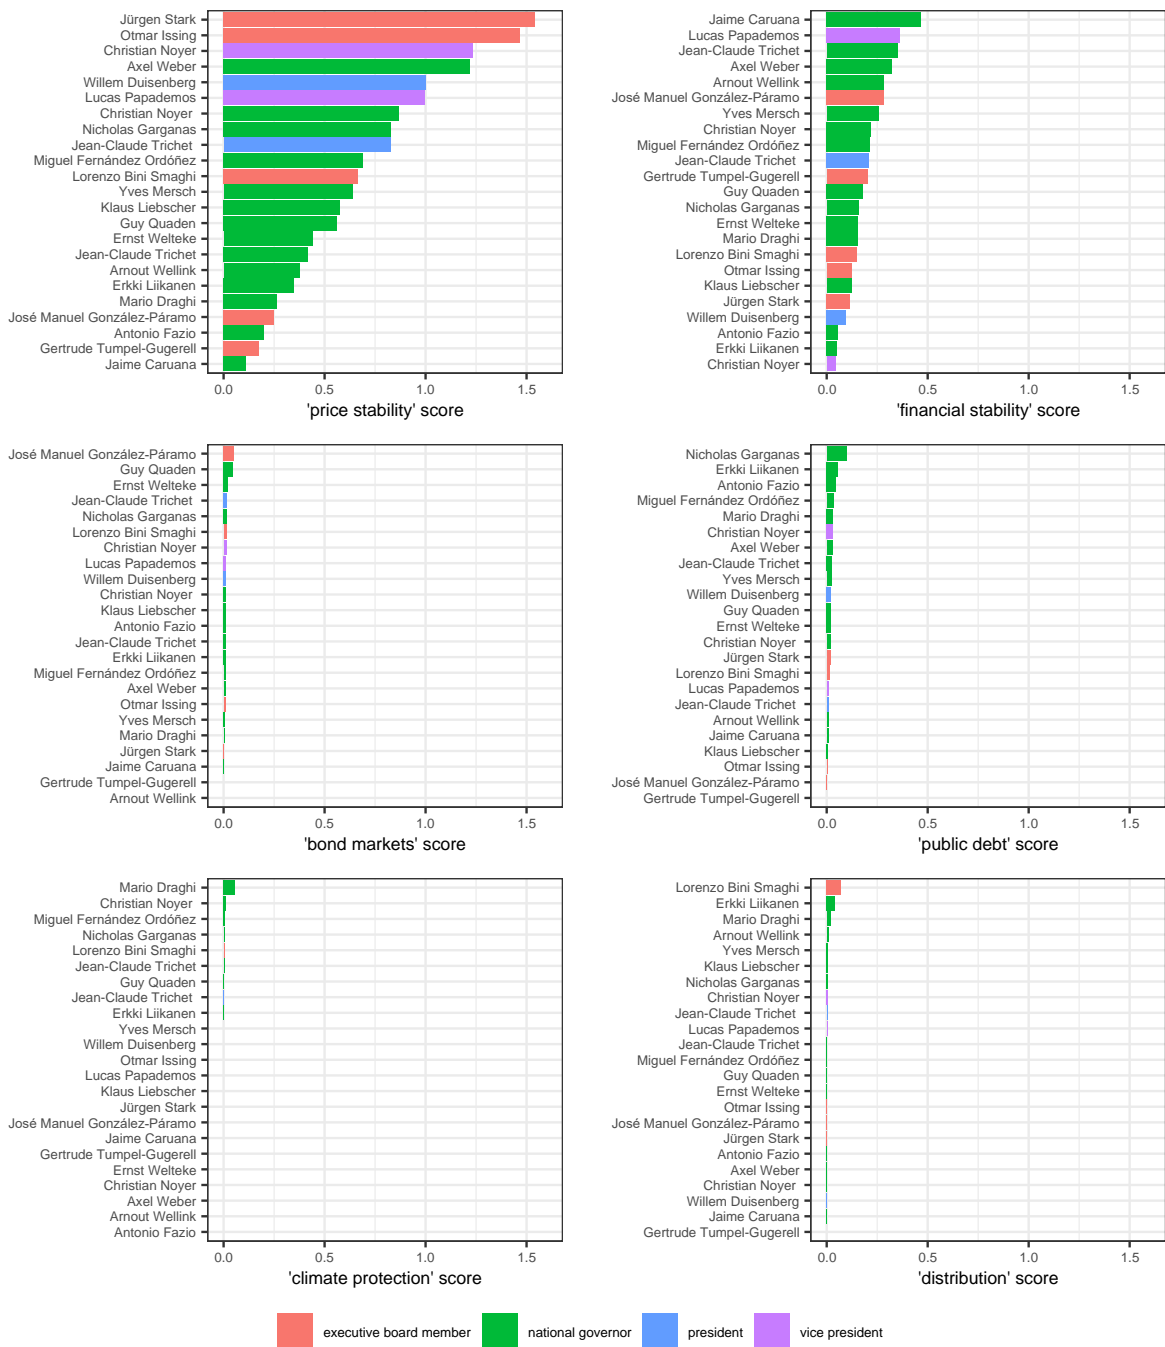 Jürgen Stark
Otmar Issing
Christian Noyer
Axel Weber
Willem Duisenberg
Lucas Papademos
Christian Noyer
Nicholas Garganas
Jean-Claude Trichet
Miguel Fernández Ordóñez
Lorenzo Bini Smaghi
Yves Mersch
Klaus Liebscher
Guy Quaden
Ernst Welteke
Jean-Claude Trichet
Arnout Wellink
Erkki Liikanen
Mario Draghi
José Manuel González-Páramo
Antonio Fazio
Gertrude Tumpel-Gugerell
Jaime Caruana
0.0 0.5 1.0 1.5
'price stability' score
Jaime Caruana
Lucas Papademos
Jean-Claude Trichet
Axel Weber
Arnout Wellink
José Manuel González-Páramo
Yves Mersch
Christian Noyer
Miguel Fernández Ordóñez
Jean-Claude Trichet
Gertrude Tumpel-Gugerell
Guy Quaden
Nicholas Garganas
Ernst Welteke
Mario Draghi
Lorenzo Bini Smaghi
Otmar Issing
Klaus Liebscher
Jürgen Stark
Willem Duisenberg
Antonio Fazio
Erkki Liikanen
Christian Noyer
0.0 0.5 1.0 1.5
'financial stability' score
José Manuel González-Páramo
Guy Quaden
Ernst Welteke
Jean-Claude Trichet
Nicholas Garganas
Lorenzo Bini Smaghi
Christian Noyer
Lucas Papademos
Willem Duisenberg
Christian Noyer
Klaus Liebscher
Antonio Fazio
Jean-Claude Trichet
Erkki Liikanen
Miguel Fernández Ordóñez
Axel Weber
Otmar Issing
Yves Mersch
Mario Draghi
Jürgen Stark
Jaime Caruana
Gertrude Tumpel-Gugerell
Arnout Wellink
0.0 0.5 1.0 1.5
'bond markets' score
Nicholas Garganas
Erkki Liikanen
Antonio Fazio
Miguel Fernández Ordóñez
Mario Draghi
Christian Noyer
Axel Weber
Jean-Claude Trichet
Yves Mersch
Willem Duisenberg
Guy Quaden
Ernst Welteke
Christian Noyer
Jürgen Stark
Lorenzo Bini Smaghi
Lucas Papademos
Jean-Claude Trichet
Arnout Wellink
Jaime Caruana
Klaus Liebscher
Otmar Issing
José Manuel González-Páramo
Gertrude Tumpel-Gugerell
0.0 0.5 1.0 1.5
'public debt' score
Mario Draghi
Christian Noyer
Miguel Fernández Ordóñez
Nicholas Garganas
Lorenzo Bini Smaghi
Jean-Claude Trichet
Guy Quaden
Jean-Claude Trichet
Erkki Liikanen
Yves Mersch
Willem Duisenberg
Otmar Issing
Lucas Papademos
Klaus Liebscher
Jürgen Stark
José Manuel González-Páramo
Jaime Caruana
Gertrude Tumpel-Gugerell
Ernst Welteke
Christian Noyer
Axel Weber
Arnout Wellink
Antonio Fazio
0.0 0.5 1.0 1.5
'climate protection' score
Lorenzo Bini Smaghi
Erkki Liikanen
Mario Draghi
Arnout Wellink
Yves Mersch
Klaus Liebscher
Nicholas Garganas
Christian Noyer
Jean-Claude Trichet
Lucas Papademos
Jean-Claude Trichet
Miguel Fernández Ordóñez
Guy Quaden
Ernst Welteke
Otmar Issing
José Manuel González-Páramo
Jürgen Stark
Antonio Fazio
Axel Weber
Christian Noyer
Willem Duisenberg
Jaime Caruana
Gertrude Tumpel-Gugerell
0.0 0.5 1.0 1.5
'distribution' score
executive board member national governor president vice president